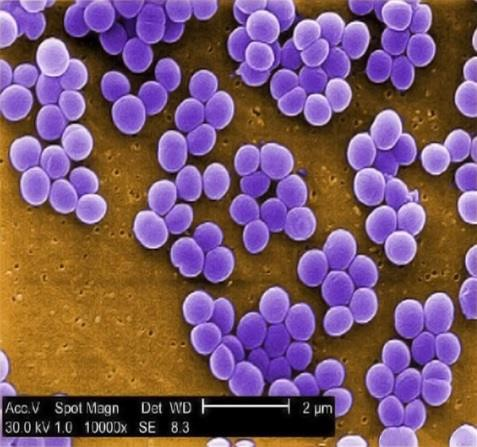 Acc.V Spot Magn Det WD 2 µm
30.0 kV 1.0 10000x SE 8.3